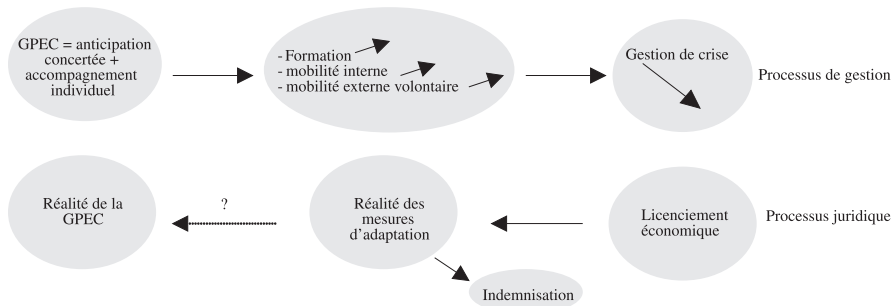 GPEC = anticipation
concertée +
accompagnement
individuel
- Formation
- mobilité interne
- mobilité externe volontaire
Gestion de crise
Processus de gestion
Réalité de la
GPEC
?
Réalité des
mesures
d’adaptation
Licenciement
économique
Processus juridique
Indemnisation